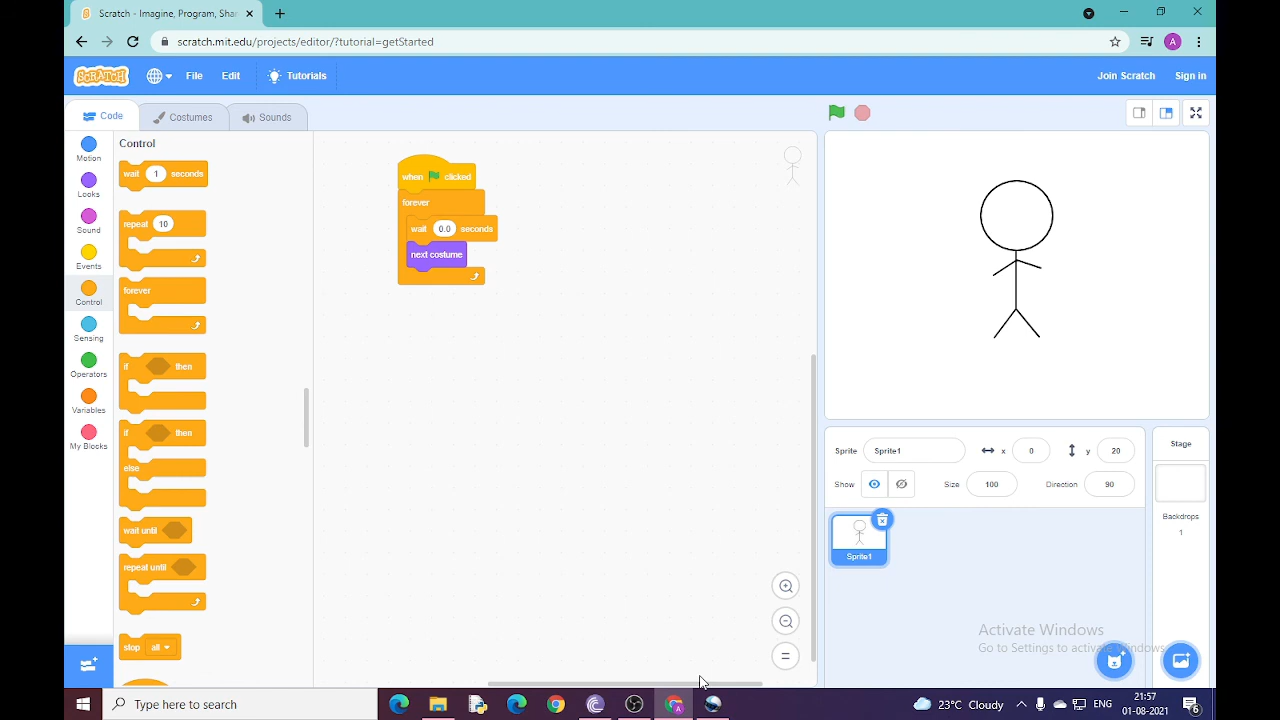 Scratch - Imagine, Program, Shar
scratch.mit.edu/projects/editor/?tutorial=getStarted
A
SCRATCH
File
Edit
Tutorials
Join Scratch
Sign in
Code
Costumes
Sounds
Motion
Looks
Sound
Events
Control
Sensing
Operators
Variables
My Blocks
Control
wait 1 seconds
repeat 10
forever
if then
if then
else
wait until
repeat until
stop all
when clicked
forever
wait 0.0 seconds
next costume
Sprite Sprite1 x 0 y 20
Show Size 100 Direction 90
Sprite1
Stage
Backdrops
1
Activate Windows
Go to Settings to activate Windows.
Type here to search
23°C Cloudy
ENG
21:57
01-08-2021